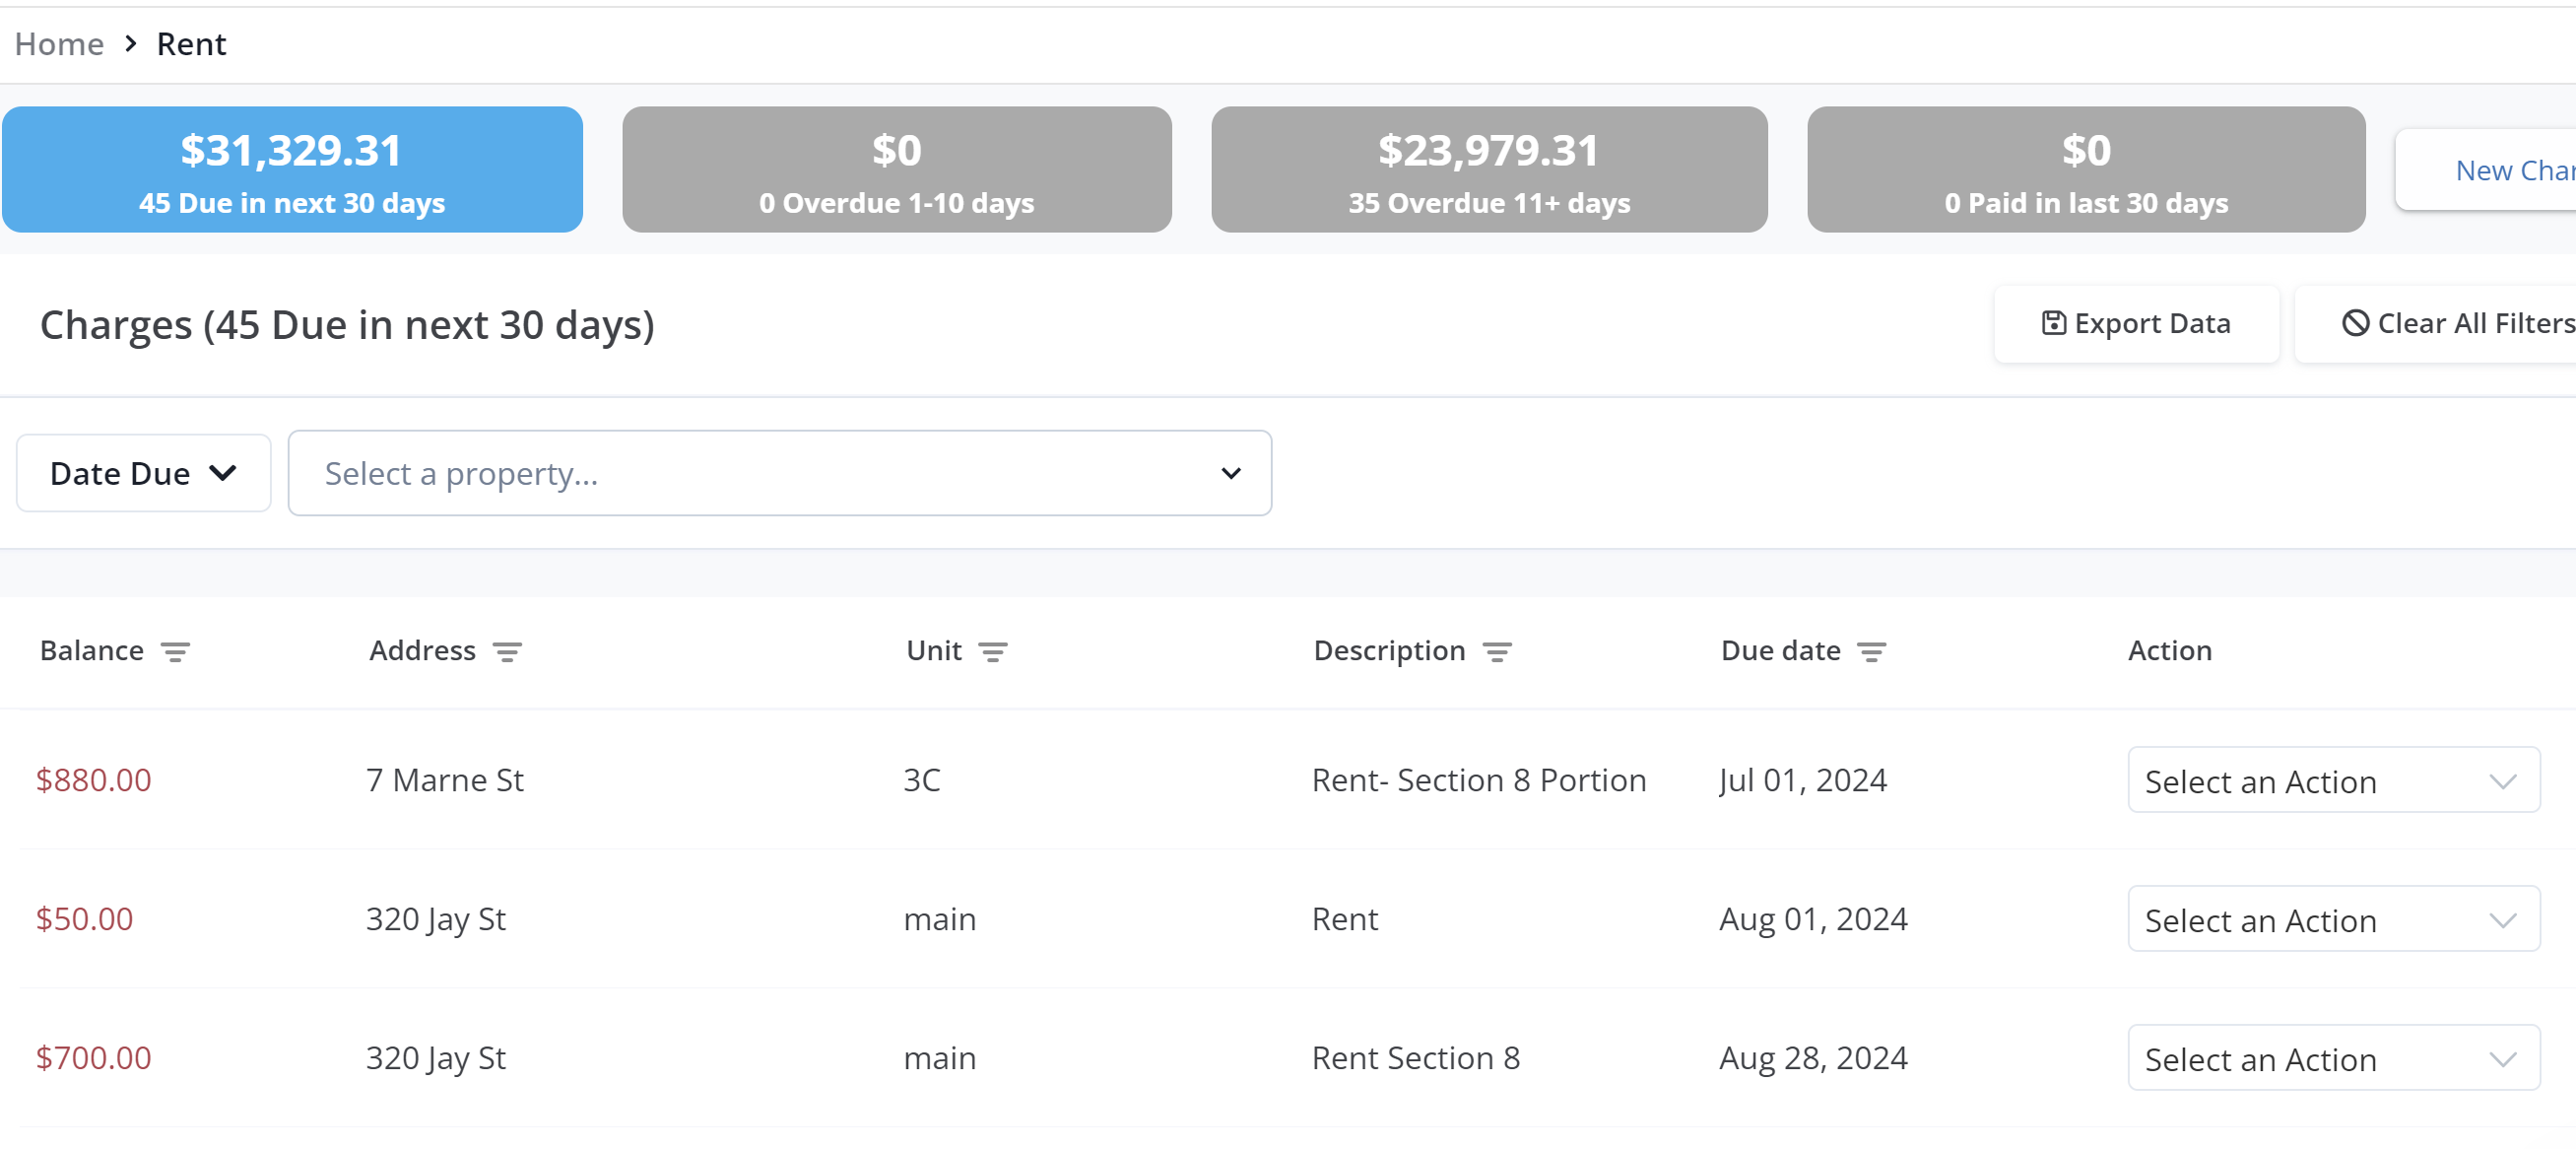 Home > Rent
$31,329.31
45 Due in next 30 days
$0
0 Overdue 1-10 days
$23,979.31
35 Overdue 11+ days
$0
0 Paid in last 30 days
New Char
Charges (45 Due in next 30 days)
Export Data
Clear All Filters
Date Due
Select a property...
Balance Address Unit Description Due date Action
$880.00 7 Marne St 3C Rent- Section 8 Portion Jul 01, 2024 Select an Action
$50.00 320 Jay St main Rent Aug 01, 2024 Select an Action
$700.00 320 Jay St main Rent Section 8 Aug 28, 2024 Select an Action